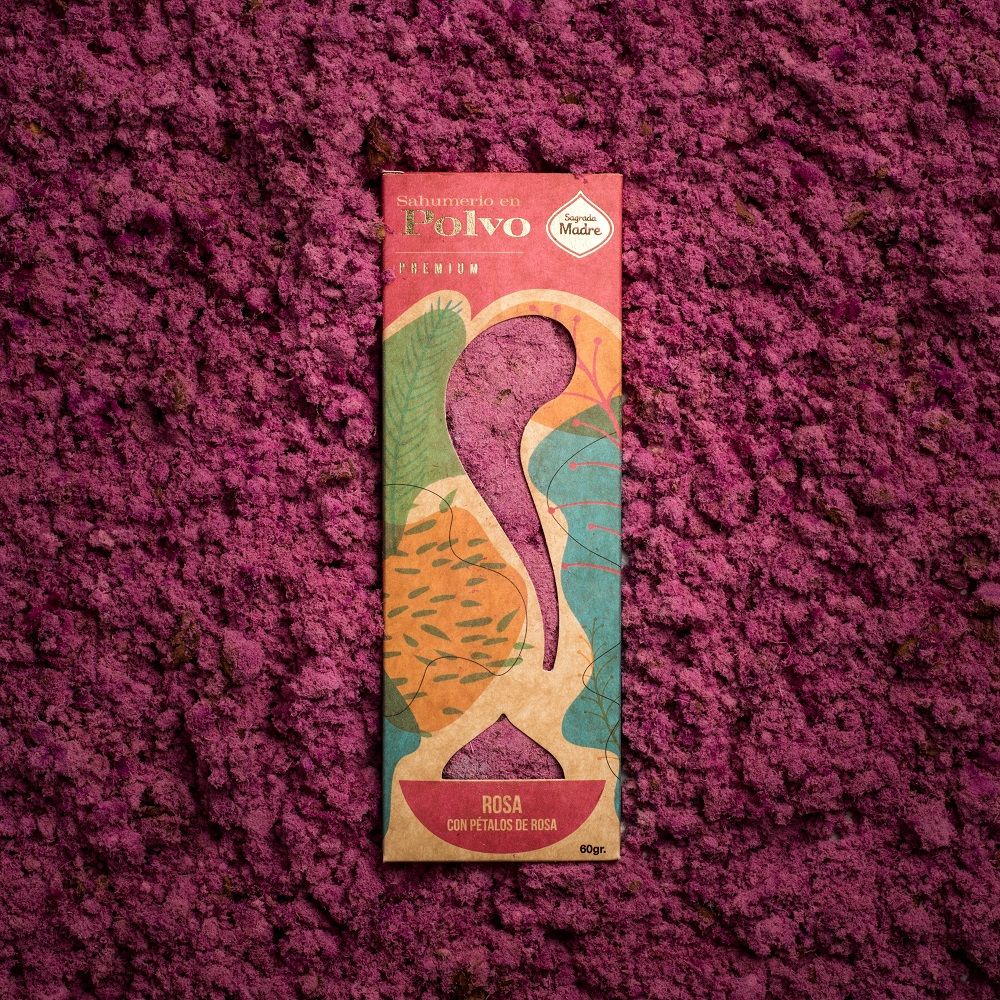 Sahumerio en
Polvo
PREMIUM
Sagrada
Madre
ROSA
CON PÉTALOS DE ROSA
60gr.